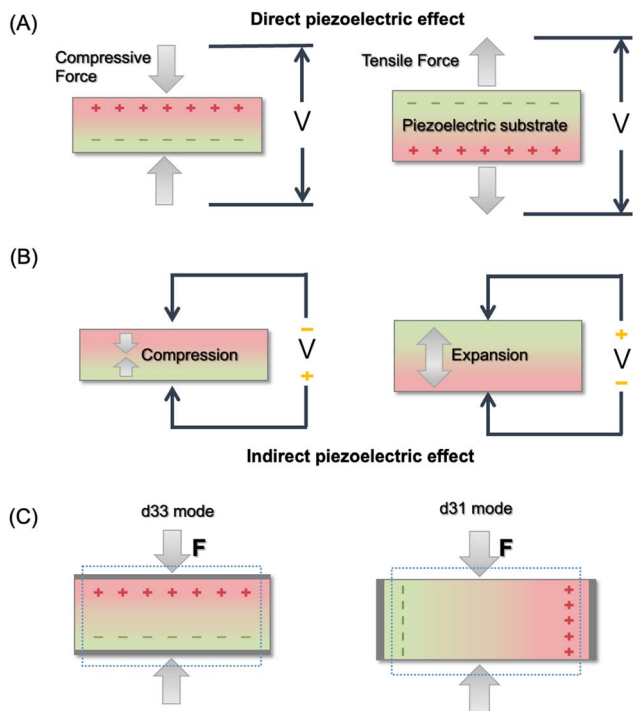 (A)
Direct piezoelectric effect
Compressive
Force
+ + + + + + +
V
− − − − − − −
Tensile Force
− − − − − − −
Piezoelectric substrate
V
+ + + + + + +
(B)
−
Compression
V
+
+
Expansion
V
−
Indirect piezoelectric effect
(C)
d33 mode
F
+ + + + + + +
− − − − − − −
d31 mode
F
− +
− +
− +
− +
− +